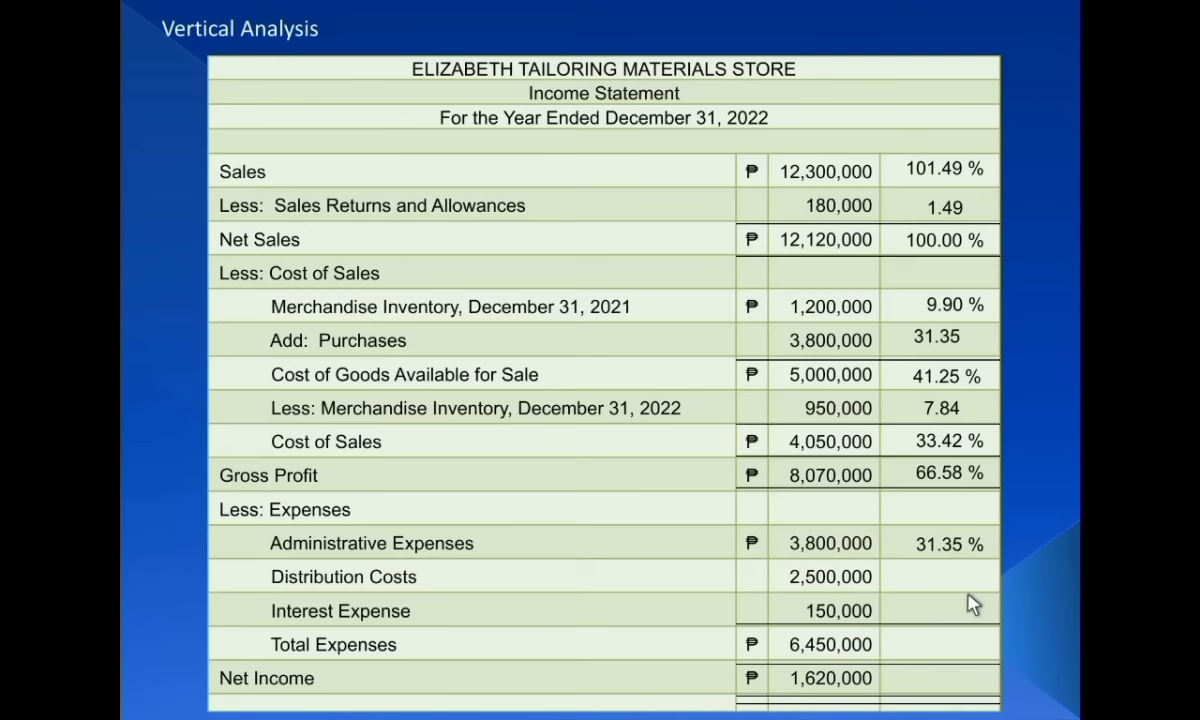 Vertical Analysis
ELIZABETH TAILORING MATERIALS STORE
Income Statement
For the Year Ended December 31, 2022
Sales ₱ 12,300,000 101.49 %
Less: Sales Returns and Allowances 180,000 1.49
Net Sales ₱ 12,120,000 100.00 %
Less: Cost of Sales
Merchandise Inventory, December 31, 2021 ₱ 1,200,000 9.90 %
Add: Purchases 3,800,000 31.35
Cost of Goods Available for Sale ₱ 5,000,000 41.25 %
Less: Merchandise Inventory, December 31, 2022 950,000 7.84
Cost of Sales ₱ 4,050,000 33.42 %
Gross Profit ₱ 8,070,000 66.58 %
Less: Expenses
Administrative Expenses ₱ 3,800,000 31.35 %
Distribution Costs 2,500,000
Interest Expense 150,000
Total Expenses ₱ 6,450,000
Net Income ₱ 1,620,000